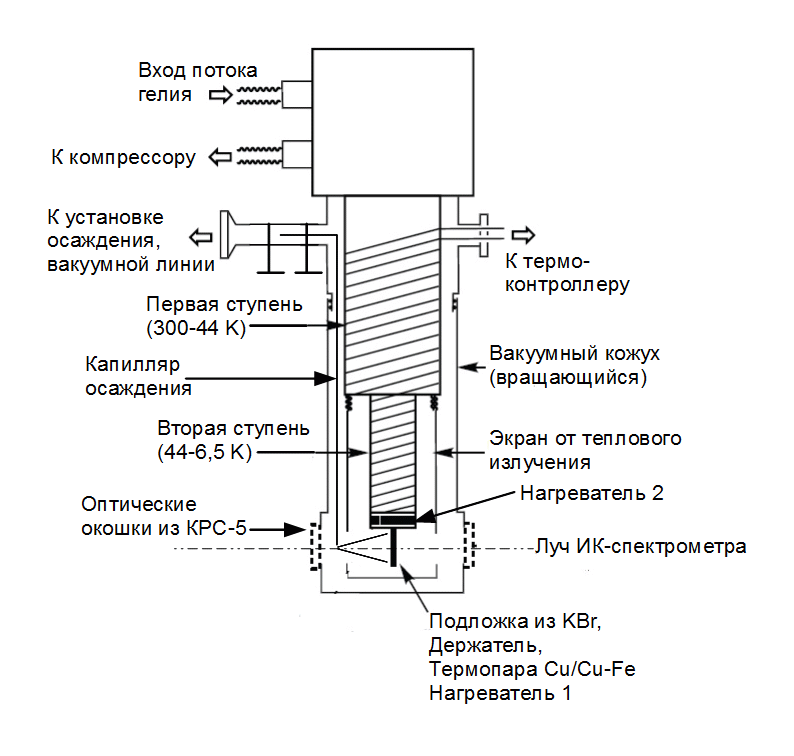 Вход потока
гелия
К компрессору
К установке
осаждения,
вакуумной линии
К термо-
контроллеру
Первая ступень
(300-44 K)
Капилляр
осаждения
Вакуумный кожух
(вращающийся)
Вторая ступень
(44-6,5 K)
Экран от теплового
излучения
Нагреватель 2
Оптические
окошки из КРС-5
Луч ИК-спектрометра
Подложка из KBr,
Держатель,
Термопара Cu/Cu-Fe
Нагреватель 1